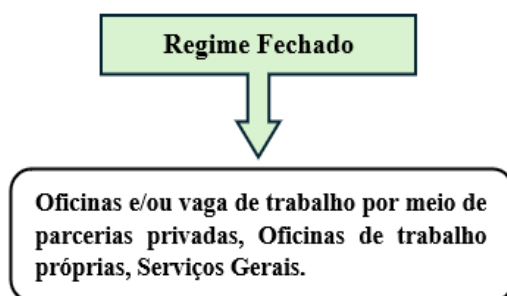 Regime Fechado
Oficinas e/ou vaga de trabalho por meio de
parcerias privadas, Oficinas de trabalho
próprias, Serviços Gerais.